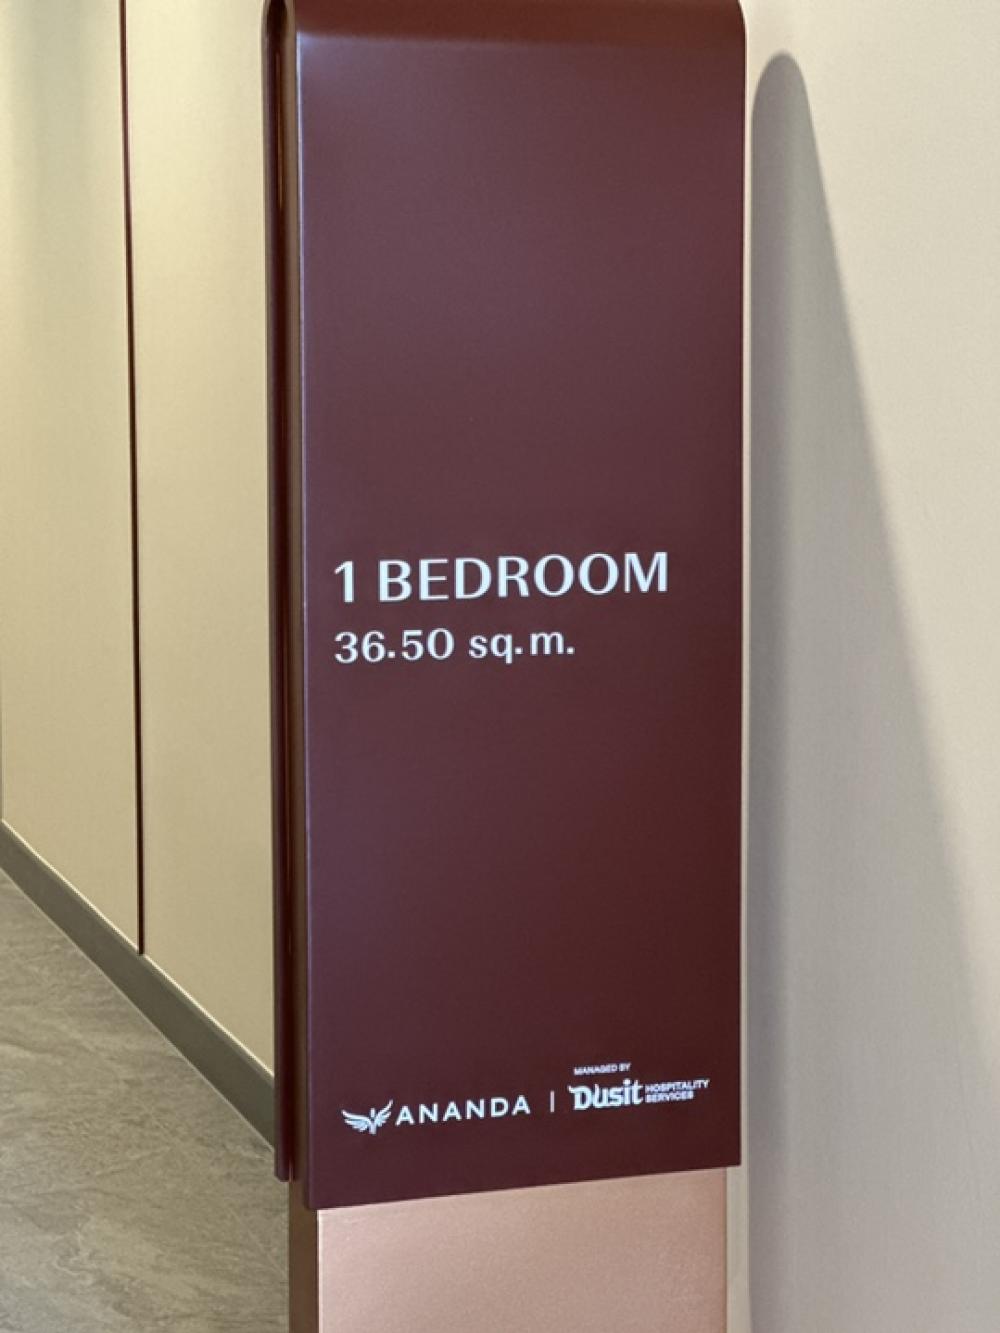 1 BEDROOM
36.50 sq.m.
ANANDA | MANAGED BY Dusit HOSPITALITY SERVICES